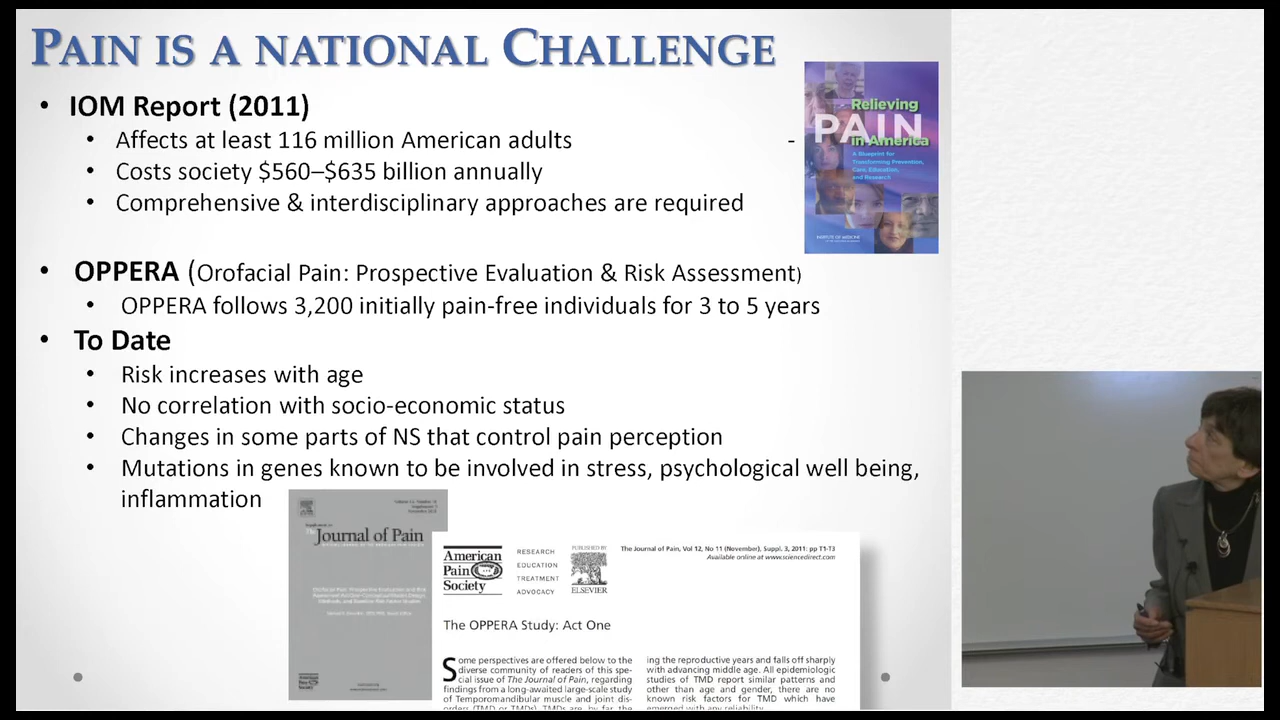 PAIN IS A NATIONAL CHALLENGE
• IOM Report (2011)
• Affects at least 116 million American adults
-
• Costs society $560–$635 billion annually
• Comprehensive & interdisciplinary approaches are required
Relieving
PAIN
in America
A Blueprint for
Transforming Prevention,
Care, Education,
and Research
INSTITUTE OF MEDICINE
• OPPERA (Orofacial Pain: Prospective Evaluation & Risk Assessment)
• OPPERA follows 3,200 initially pain-free individuals for 3 to 5 years
• To Date
• Risk increases with age
• No correlation with socio-economic status
• Changes in some parts of NS that control pain perception
• Mutations in genes known to be involved in stress, psychological well being,
inflammation
The Journal of Pain
American
Pain
Society
RESEARCH
EDUCATION
TREATMENT
ADVOCACY
PUBLISHED BY
ELSEVIER
The Journal of Pain, Vol 12, No 11 (November), Suppl. 3, 2011: pp T1-T3
Available online at www.sciencedirect.com
The OPPERA Study: Act One
Some perspectives are offered below to the
diverse community of readers of this spe-
cial issue of The Journal of Pain, regarding
findings from a long-awaited large-scale study
of Temporomandibular muscle and joint dis-
orders (TMD or TMDs). TMDs are, by far, the
ing the reproductive years and falls off sharply
with advancing middle age. All epidemiologic
studies of TMD report similar patterns and
other than age and gender, there are no
known risk factors for TMD which have
emerged with any reliability.